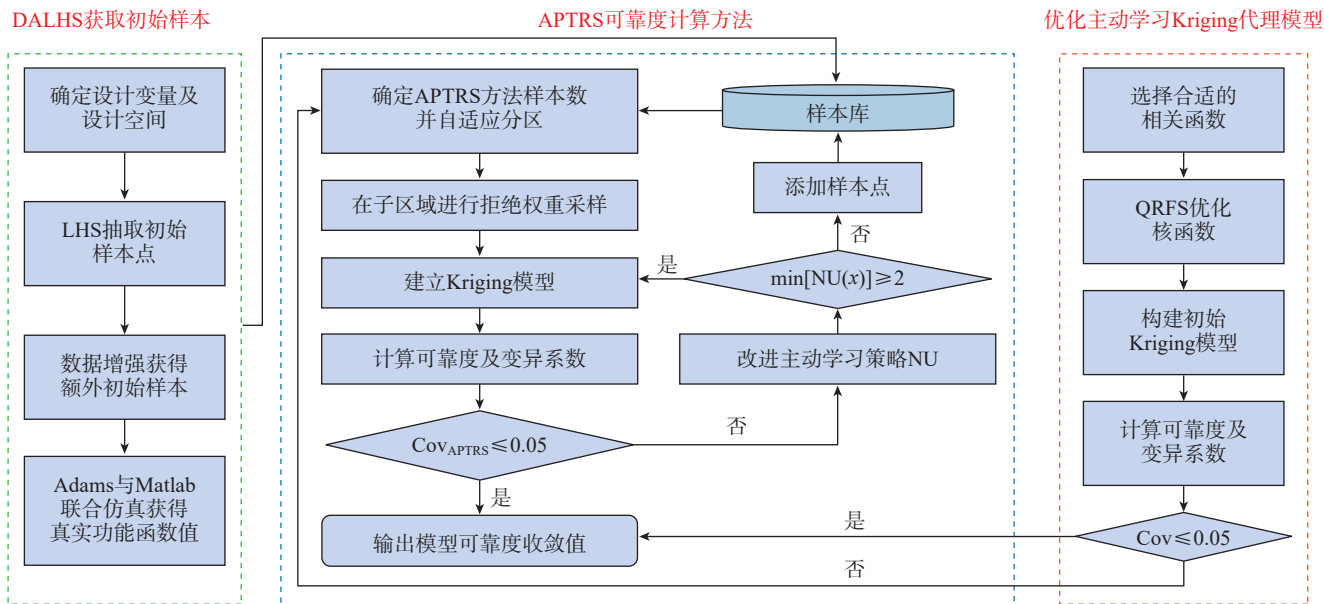 DALHS获取初始样本
确定设计变量及
设计空间
LHS抽取初始
样本点
数据增强获得
额外初始样本
Adams与Matlab
联合仿真获得
真实功能函数值
APTRS可靠度计算方法
确定APTRS方法样本数
并自适应分区
样本库
在子区域进行拒绝权重采样
添加样本点
否
建立Kriging模型
是
min[NU(x)]≥2
计算可靠度及变异系数
改进主动学习策略NU
CovAPTRS≤0.05
否
是
输出模型可靠度收敛值
优化主动学习Kriging代理模型
选择合适的
相关函数
QRFS优化
核函数
构建初始
Kriging模型
计算可靠度及
变异系数
Cov≤0.05
是
否